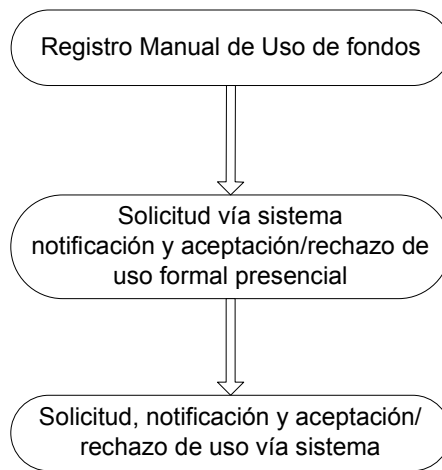 Registro Manual de Uso de fondos
Solicitud vía sistema
notificación y aceptación/rechazo de
uso formal presencial
Solicitud, notificación y aceptación/
rechazo de uso vía sistema